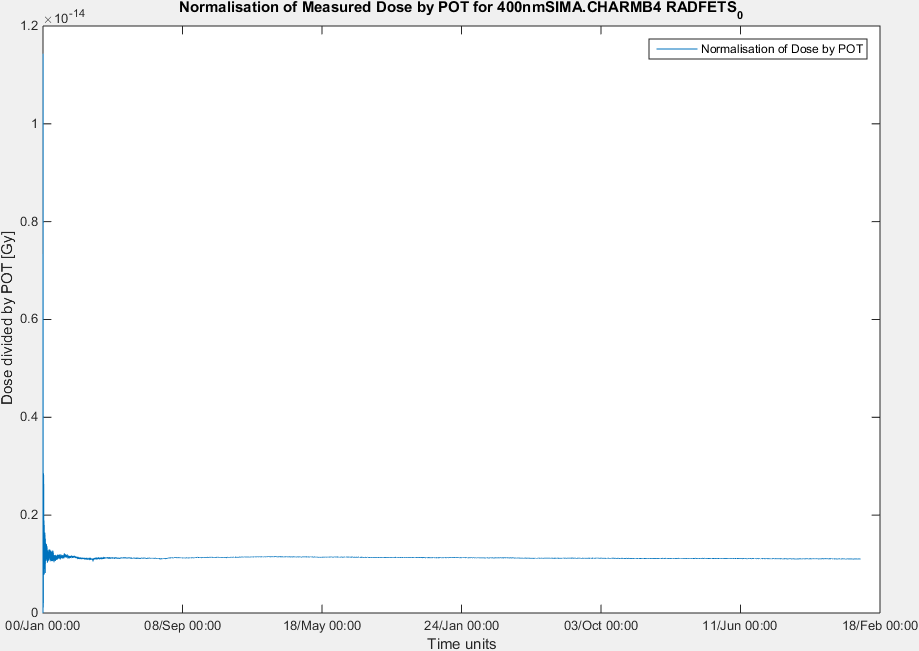 Normalisation of Measured Dose by POT for 400nmSIMA.CHARMB4 RADFETS0
×10-14
Normalisation of Dose by POT
1.2
1
0.8
0.6
0.4
0.2
0
Dose divided by POT [Gy]
00/Jan 00:00 08/Sep 00:00 18/May 00:00 24/Jan 00:00 03/Oct 00:00 11/Jun 00:00 18/Feb 00:00
Time units